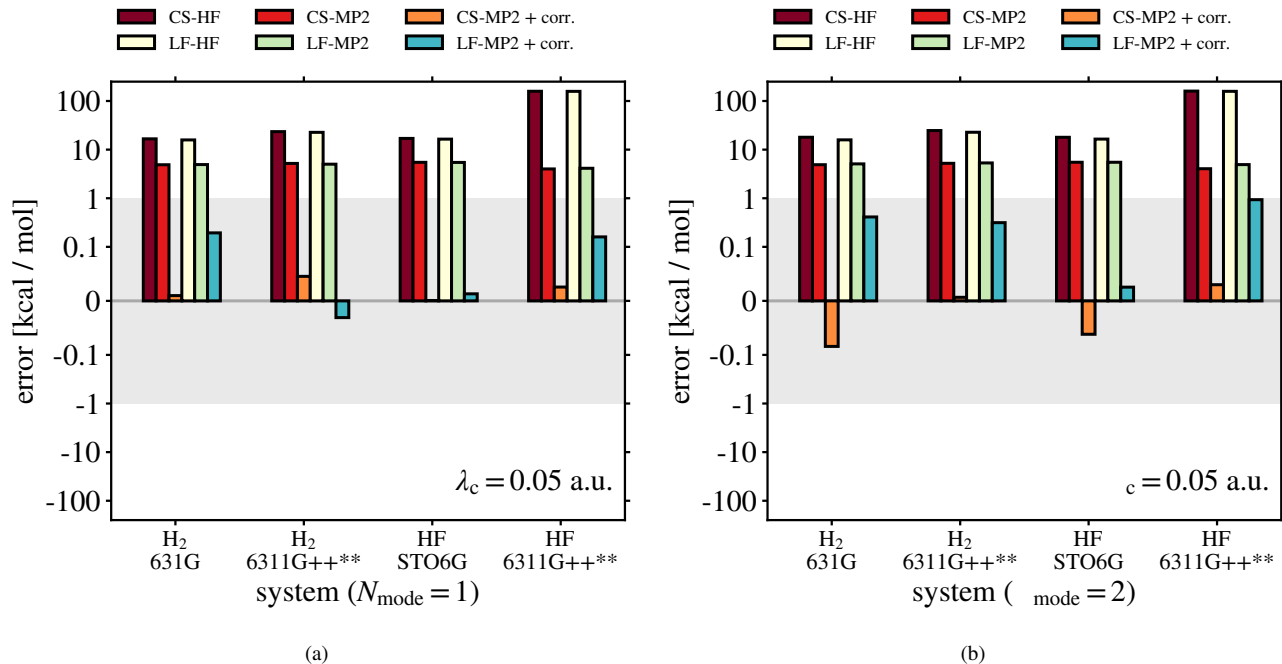 CS-HF CS-MP2 CS-MP2 + corr.
LF-HF LF-MP2 LF-MP2 + corr.
error [kcal / mol]
100
10
1
0.1
0
-0.1
-1
-10
-100
λc = 0.05 a.u.
H2 H2 HF HF
631G 6311G++** STO6G 6311G++**
system (Nmode = 1)
(a)
CS-HF CS-MP2 CS-MP2 + corr.
LF-HF LF-MP2 LF-MP2 + corr.
error [kcal / mol]
100
10
1
0.1
0
-0.1
-1
-10
-100
c = 0.05 a.u.
H2 H2 HF HF
631G 6311G++** STO6G 6311G++**
system ( mode = 2)
(b)